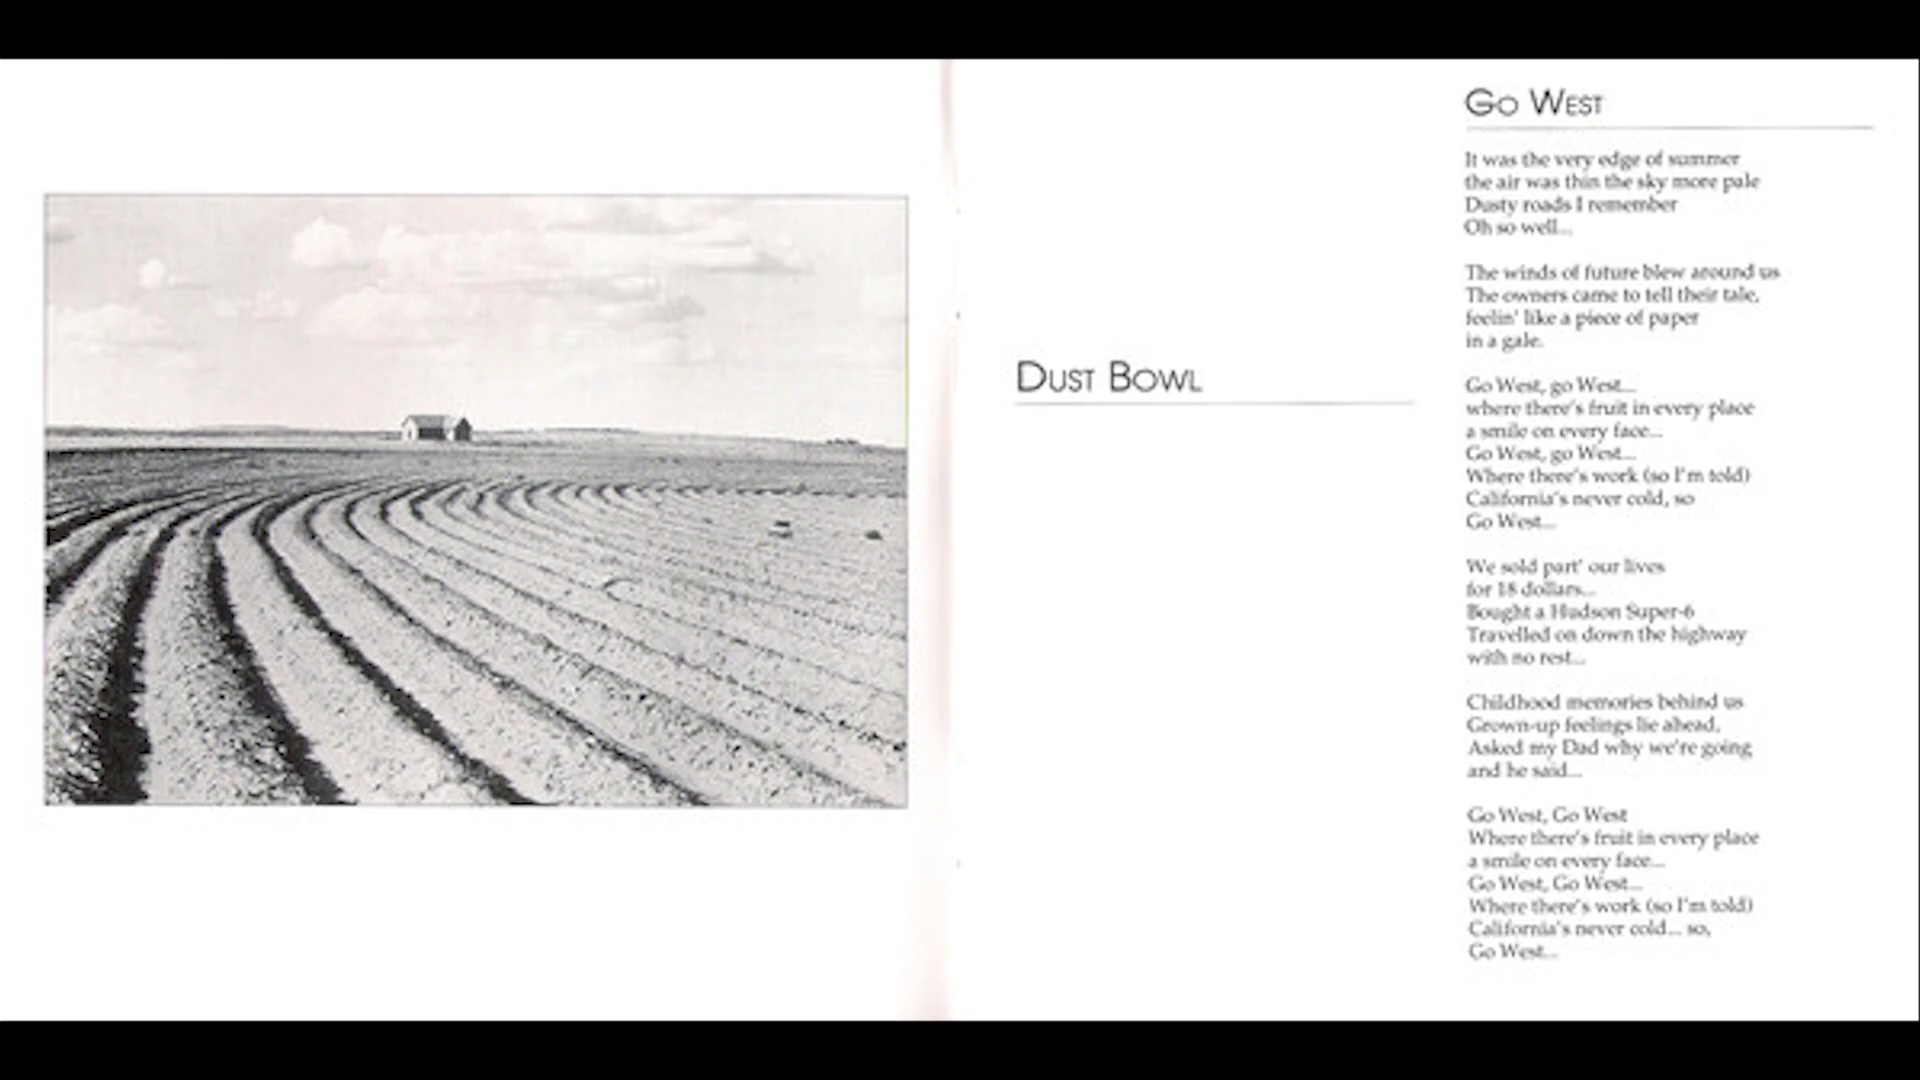 Dust Bowl
Go West
It was the very edge of summer
the air was thin the sky more pale
Dusty roads I remember
Oh so well...
The winds of future blew around us
The owners came to tell their tale,
feelin' like a piece of paper
in a gale.
Go West, go West...
where there's fruit in every place
a smile on every face...
Go West, go West...
Where there's work (so I'm told)
California's never cold, so
Go West...
We sold part' our lives
for 18 dollars...
Bought a Hudson Super-6
Travelled on down the highway
with no rest...
Childhood memories behind us
Grown-up feelings lie ahead,
Asked my Dad why we're going
and he said...
Go West, Go West
Where there's fruit in every place
a smile on every face...
Go West, Go West...
Where there's work (so I'm told)
California's never cold... so,
Go West...